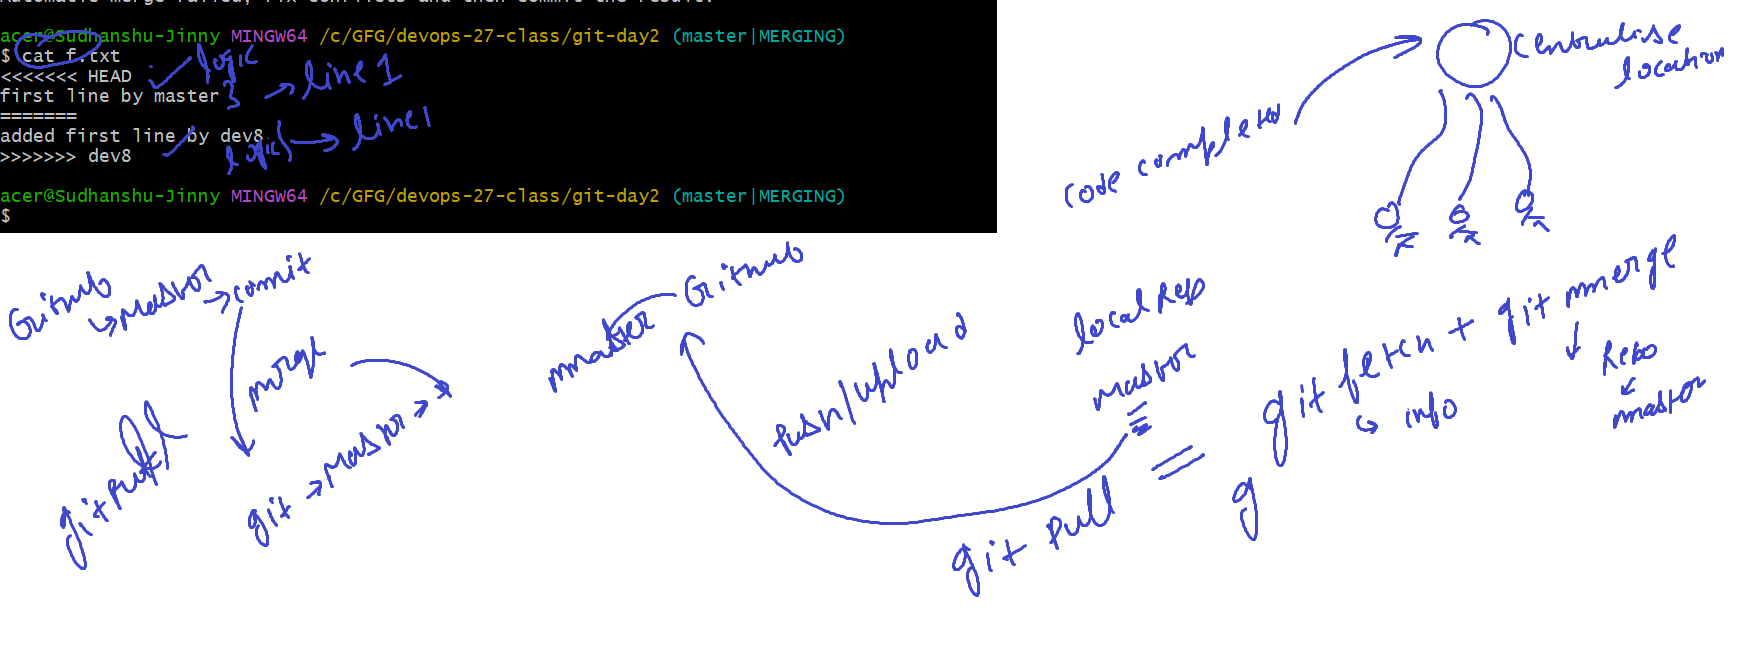 Automatic merge failed; fix conflicts and then commit the result.
acer@Sudhanshu-Jinny MINGW64 /c/GFG/devops-27-class/git-day2 (master|MERGING)
$ cat f.txt
<<<<<<< HEAD
first line by master
=======
added first line by dev8
>>>>>>> dev8
acer@Sudhanshu-Jinny MINGW64 /c/GFG/devops-27-class/git-day2 (master|MERGING)
$
logic
line 1
logic
line 1
centralise
location
code completed
Github
master
commit
merge
git pull
git → master
Github
master
push/upload
local Repo
master
git pull = git fetch + git merge
info
Repo
master
g